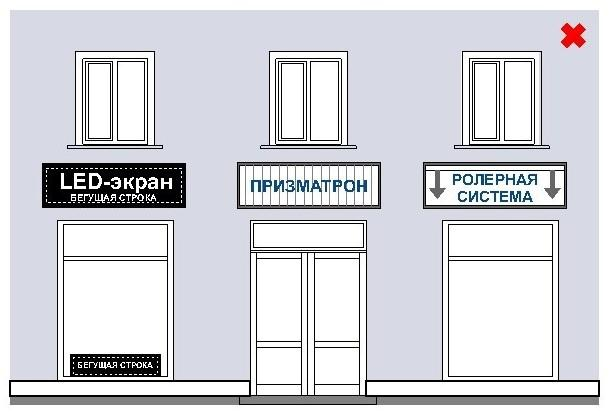 LED-экран
БЕГУЩАЯ СТРОКА
ПРИЗМАТРОН
РОЛЕРНАЯ
СИСТЕМА
БЕГУЩАЯ СТРОКА